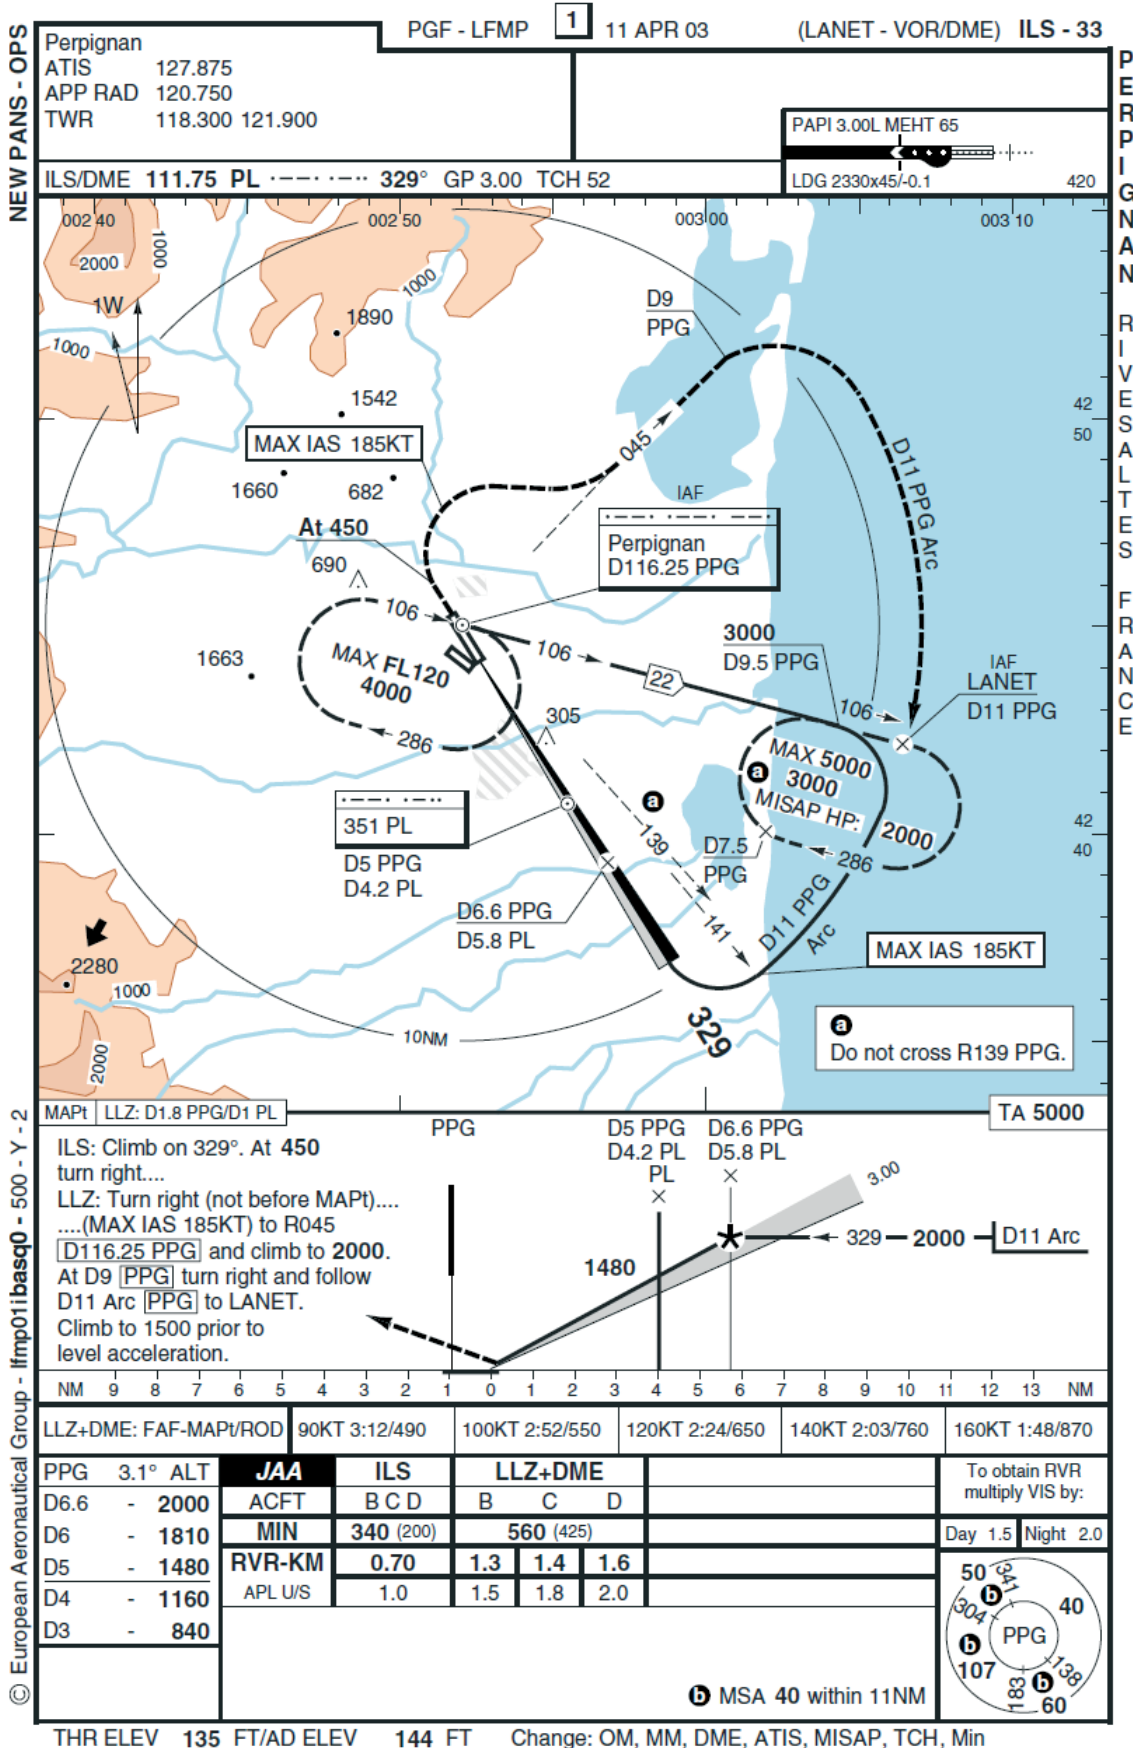 PGF - LFMP 1 11 APR 03 (LANET - VOR/DME) ILS - 33
NEW PANS - OPS
PERPIGNAN RIVESALTES FRANCE
Perpignan
ATIS 127.875
APP RAD 120.750
TWR 118.300 121.900
PAPI 3.00L MEHT 65
LDG 2330x45/-0.1 420
ILS/DME 111.75 PL 329° GP 3.00 TCH 52
002 40
002 50
003 00
003 10
1000
2000
1000
1W
1890
1000
D9
PPG
1542
MAX IAS 185KT
045
42
50
1660
682
IAF
D11 PPG Arc
At 450
Perpignan
D116.25 PPG
690
106
106
3000
D9.5 PPG
1663
MAX FL120
4000
22
IAF
LANET
D11 PPG
106
305
286
MAX 5000
a
3000
MISAP HP:
2000
a
351 PL
139
D7.5
PPG
286
42
40
D5 PPG
D4.2 PL
D6.6 PPG
D5.8 PL
141
D11 PPG
Arc
MAX IAS 185KT
2280
1000
329
10NM
2000
a
Do not cross R139 PPG.
MAPt LLZ: D1.8 PPG/D1 PL
TA 5000
ILS: Climb on 329°. At 450
turn right....
LLZ: Turn right (not before MAPt)....
....(MAX IAS 185KT) to R045
D116.25 PPG and climb to 2000.
At D9 PPG turn right and follow
D11 Arc PPG to LANET.
Climb to 1500 prior to
level acceleration.
PPG
D5 PPG
D4.2 PL
PL
D6.6 PPG
D5.8 PL
3.00
1480
329 2000 D11 Arc
NM 9 8 7 6 5 4 3 2 1 0 1 2 3 4 5 6 7 8 9 10 11 12 13 NM
LLZ+DME: FAF-MAPt/ROD 90KT 3:12/490 100KT 2:52/550 120KT 2:24/650 140KT 2:03/760 160KT 1:48/870
PPG 3.1° ALT
D6.6 - 2000
D6 - 1810
D5 - 1480
D4 - 1160
D3 - 840
JAA ILS LLZ+DME
ACFT B C D B C D
MIN 340 (200) 560 (425)
RVR-KM 0.70 1.3 1.4 1.6
APL U/S 1.0 1.5 1.8 2.0
To obtain RVR
multiply VIS by:
Day 1.5 Night 2.0
50
341
b
304
40
PPG
b
107
138
183
b
60
b MSA 40 within 11NM
© European Aeronautical Group - lfmp01ibasq0 - 500 - Y - 2
THR ELEV 135 FT/AD ELEV 144 FT Change: OM, MM, DME, ATIS, MISAP, TCH, Min